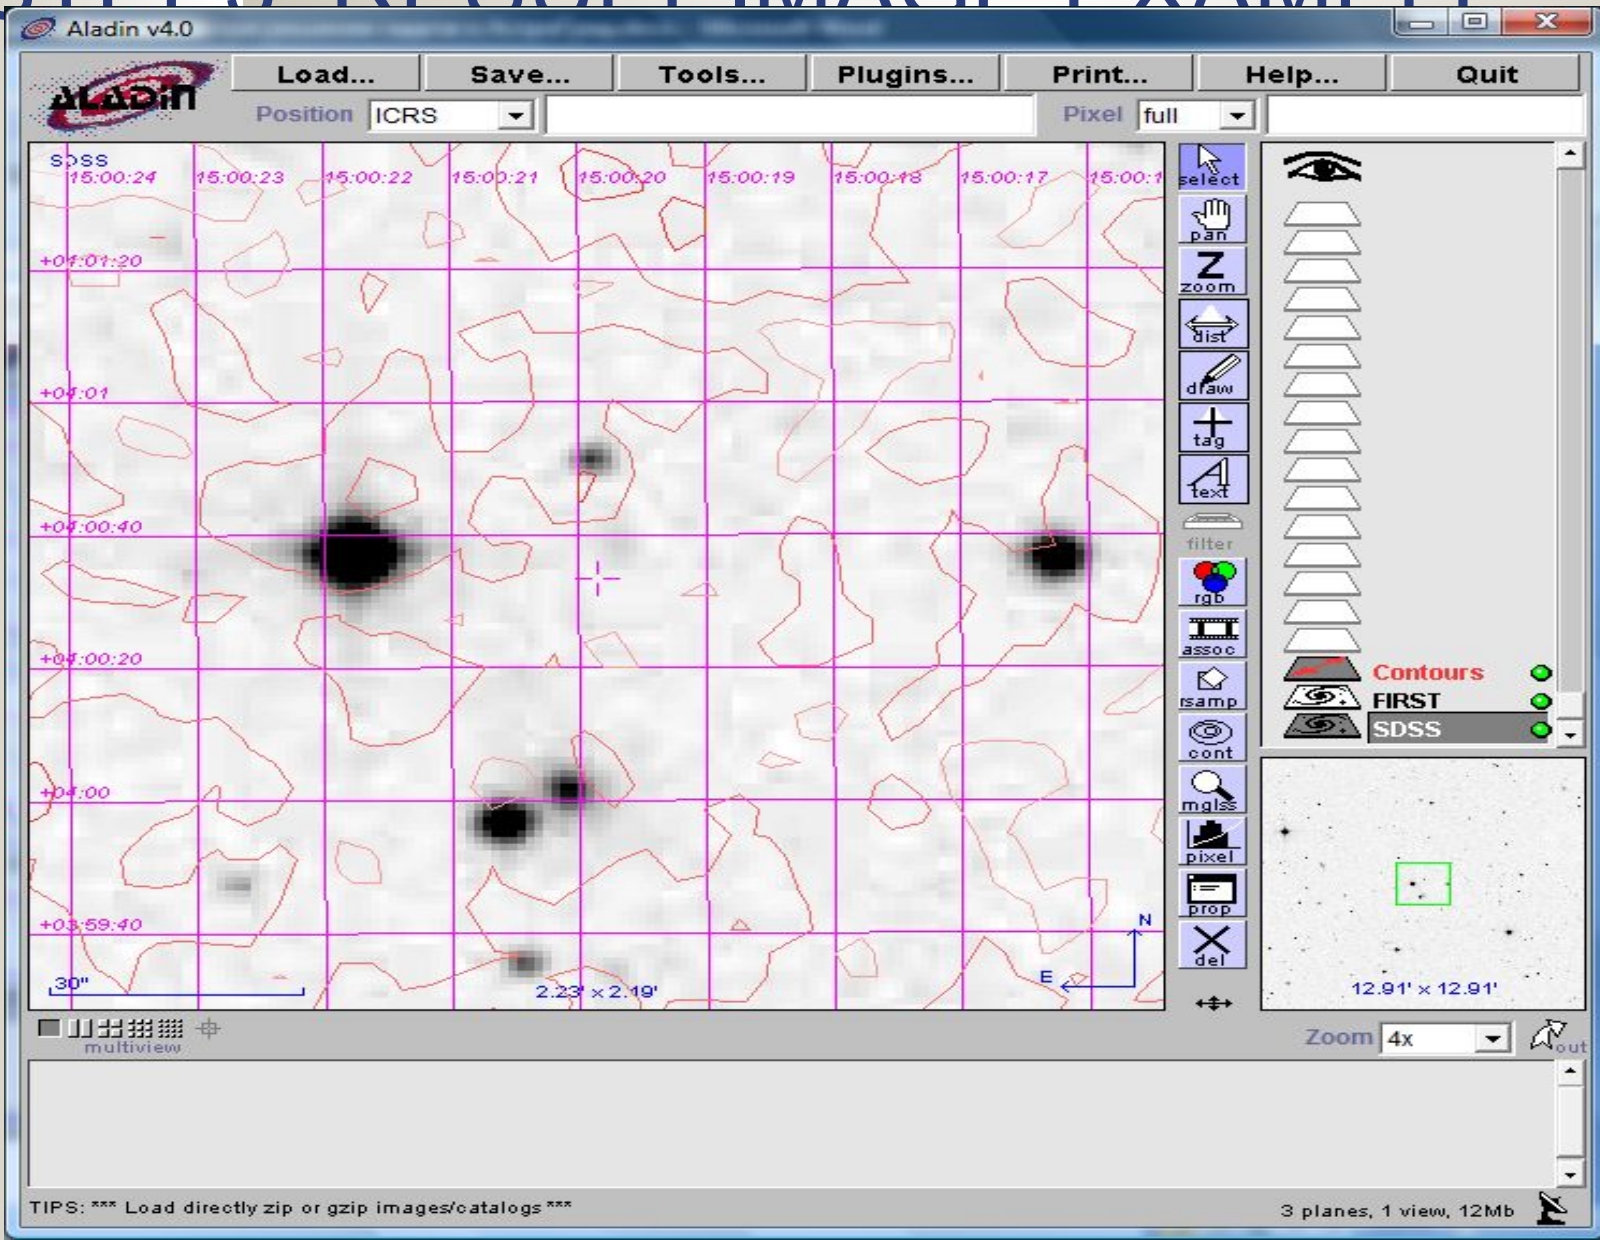 Aladin v4.0
ALADiN
Load... Save... Tools... Plugins... Print... Help... Quit
Position ICRS Pixel full
SDSS
15:00:24 15:00:23 15:00:22 15:00:21 15:00:20 15:00:19 15:00:18 15:00:17 15:00:1
+04:01:20
+04:01
+04:00:40
+04:00:20
+04:00
+03:59:40
30"
2.23' x 2.19'
N
E
select
pan
Z
zoom
dist
draw
tag
A
text
filter
rgb
assoc
rsamp
cont
mglss
pixel
prop
del
Contours
FIRST
SDSS
12.91' x 12.91'
multiview
Zoom 4x out
TIPS: *** Load directly zip or gzip images/catalogs ***
3 planes, 1 view, 12Mb